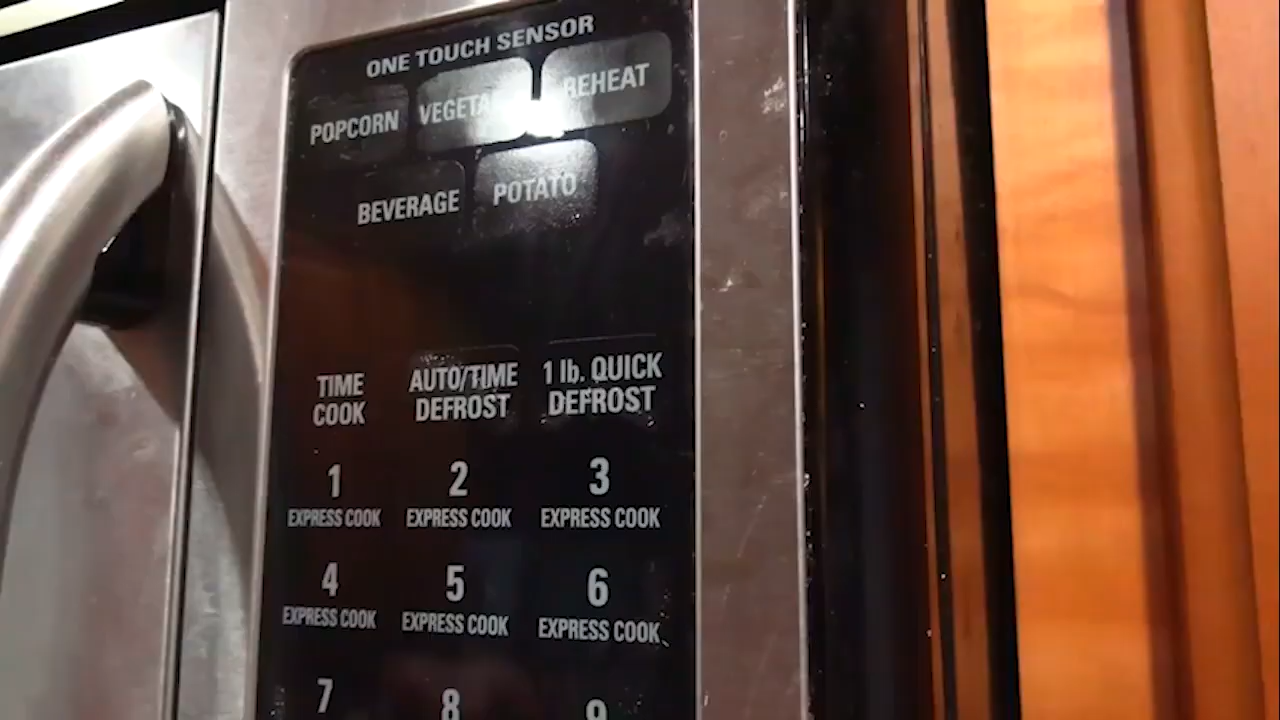 ONE TOUCH SENSOR
POPCORN REHEAT
BEVERAGE POTATO
TIME COOK AUTO/TIME DEFROST 1 lb. QUICK DEFROST
1 2 3
EXPRESS COOK EXPRESS COOK EXPRESS COOK
4 5 6
EXPRESS COOK EXPRESS COOK EXPRESS COOK
7 8 9